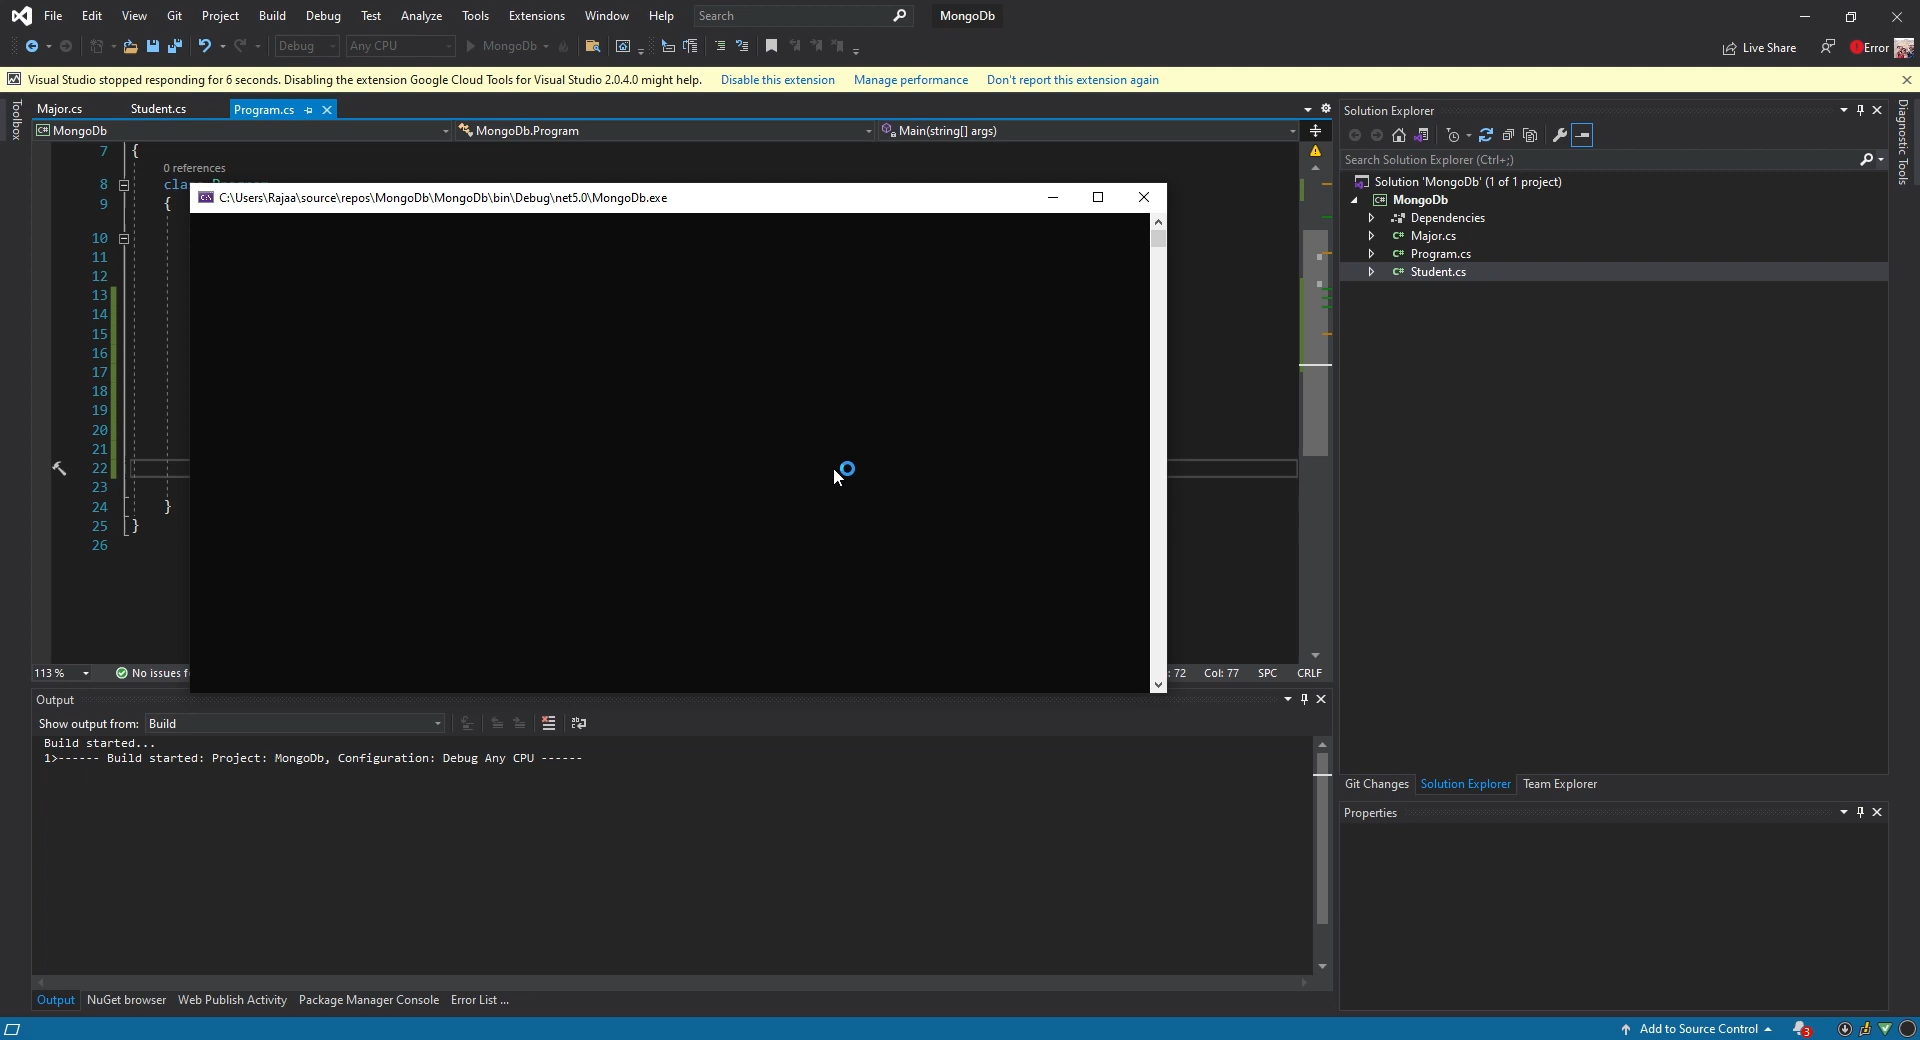 File Edit View Git Project Build Debug Test Analyze Tools Extensions Window Help Search MongoDb
Debug Any CPU MongoDb Live Share Error
Visual Studio stopped responding for 6 seconds. Disabling the extension Google Cloud Tools for Visual Studio 2.0.4.0 might help. Disable this extension Manage performance Don't report this extension again
Toolbox
Major.cs Student.cs Program.cs
C# MongoDb MongoDb.Program Main(string[] args)
7 {
0 references
8 cla
9 {
10
11
12
13
14
15
16
17
18
19
20
21
22
23
24 }
25 }
26
C:\Users\Rajaa\source\repos\MongoDb\MongoDb\bin\Debug\net5.0\MongoDb.exe
113 % No issues f : 72 Col: 77 SPC CRLF
Output
Show output from: Build
Build started...
1>------ Build started: Project: MongoDb, Configuration: Debug Any CPU ------
Output NuGet browser Web Publish Activity Package Manager Console Error List ...
Solution Explorer
Search Solution Explorer (Ctrl+;)
Solution 'MongoDb' (1 of 1 project)
C# MongoDb
Dependencies
C# Major.cs
C# Program.cs
C# Student.cs
Git Changes Solution Explorer Team Explorer
Properties
Diagnostic Tools
Add to Source Control 3